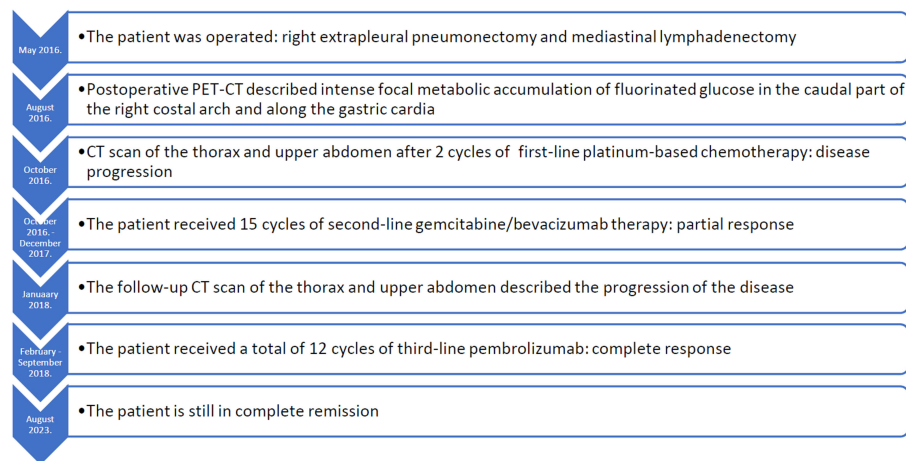 May 2016.
•The patient was operated: right extrapleural pneumonectomy and mediastinal lymphadenectomy
August
2016.
•Postoperative PET-CT described intense focal metabolic accumulation of fluorinated glucose in the caudal part of
the right costal arch and along the gastric cardia
October
2016.
•CT scan of the thorax and upper abdomen after 2 cycles of first-line platinum-based chemotherapy: disease
progression
October
2016. -
December
2017.
•The patient received 15 cycles of second-line gemcitabine/bevacizumab therapy: partial response
Januaary
2018.
•The follow-up CT scan of the thorax and upper abdomen described the progression of the disease
February -
September
2018.
•The patient received a total of 12 cycles of third-line pembrolizumab: complete response
August
2023.
•The patient is still in complete remission